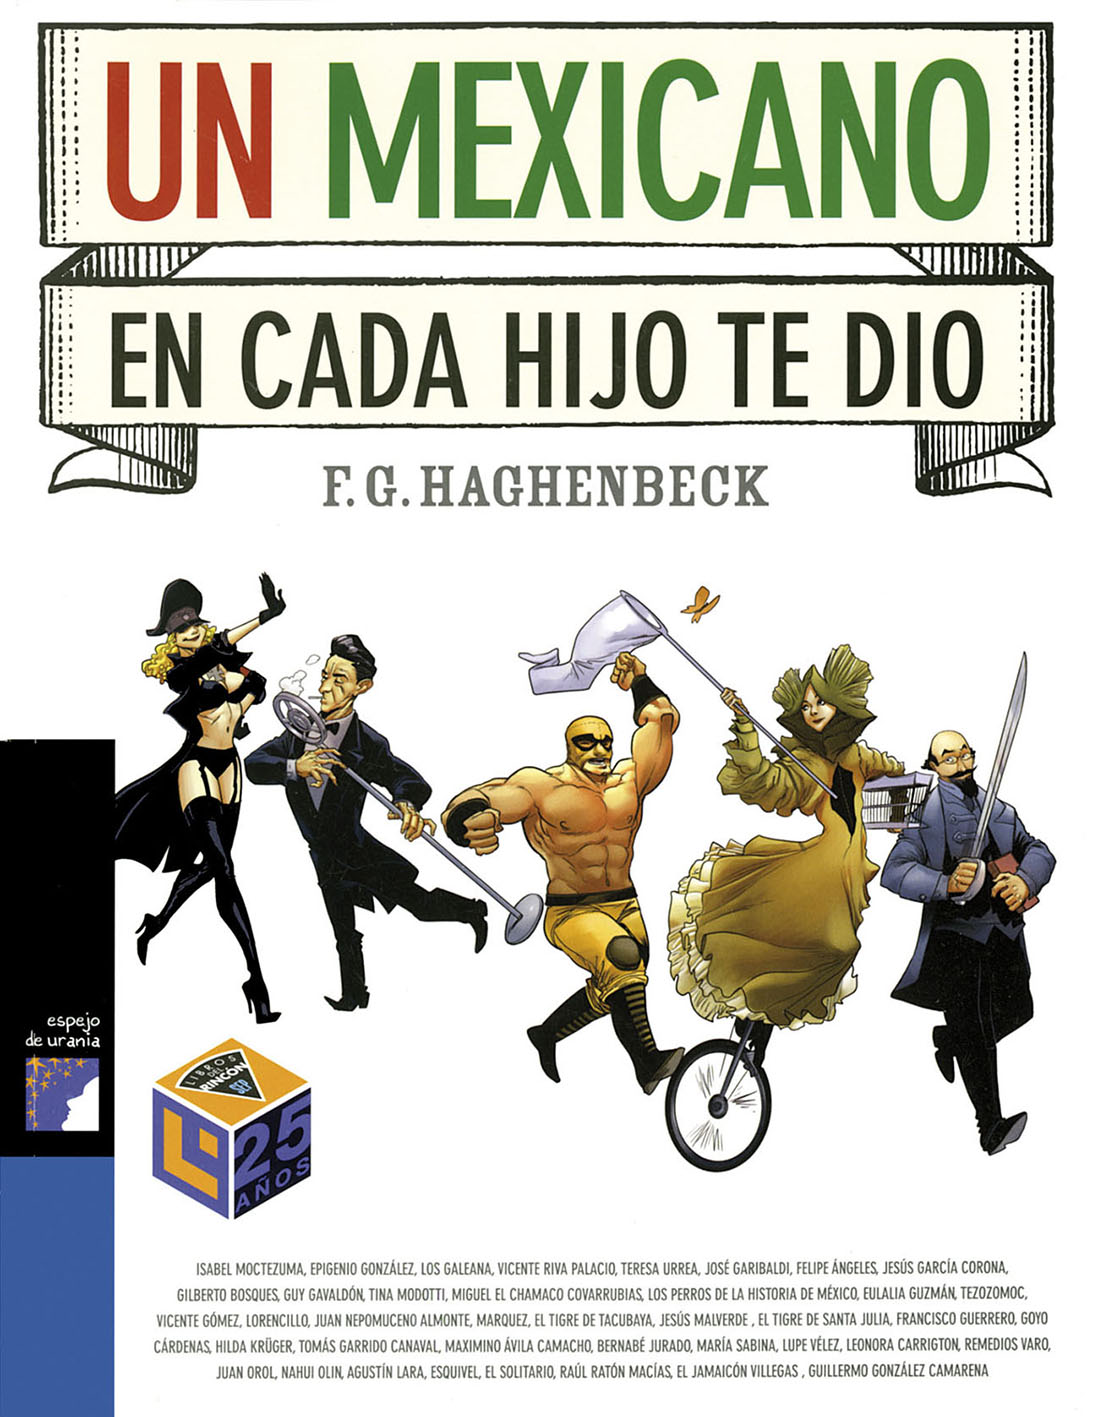 UN MEXICANO
EN CADA HIJO TE DIO
F. G. HAGHENBECK
espejo
de urania
LIBROS
DEL
RINCÓN
SEP
25
AÑOS
ISABEL MOCTEZUMA, EPIGENIO GONZÁLEZ, LOS GALEANA, VICENTE RIVA PALACIO, TERESA URREA, JOSÉ GARIBALDI, FELIPE ÁNGELES, JESÚS GARCÍA CORONA,
GILBERTO BOSQUES, GUY GAVALDÓN, TINA MODOTTI, MIGUEL EL CHAMACO COVARRUBIAS, LOS PERROS DE LA HISTORIA DE MÉXICO, EULALIA GUZMÁN, TEZOZOMOC,
VICENTE GÓMEZ, LORENCILLO, JUAN NEPOMUCENO ALMONTE, MARQUEZ, EL TIGRE DE TACUBAYA, JESÚS MALVERDE , EL TIGRE DE SANTA JULIA, FRANCISCO GUERRERO, GOYO
CÁRDENAS, HILDA KRÜGER, TOMÁS GARRIDO CANAVAL, MAXIMINO ÁVILA CAMACHO, BERNABÉ JURADO, MARÍA SABINA, LUPE VÉLEZ, LEONORA CARRIGTON, REMEDIOS VARO,
JUAN OROL, NAHUI OLIN, AGUSTÍN LARA, ESQUIVEL, EL SOLITARIO, RAÚL RATÓN MACÍAS, EL JAMAICÓN VILLEGAS , GUILLERMO GONZÁLEZ CAMARENA